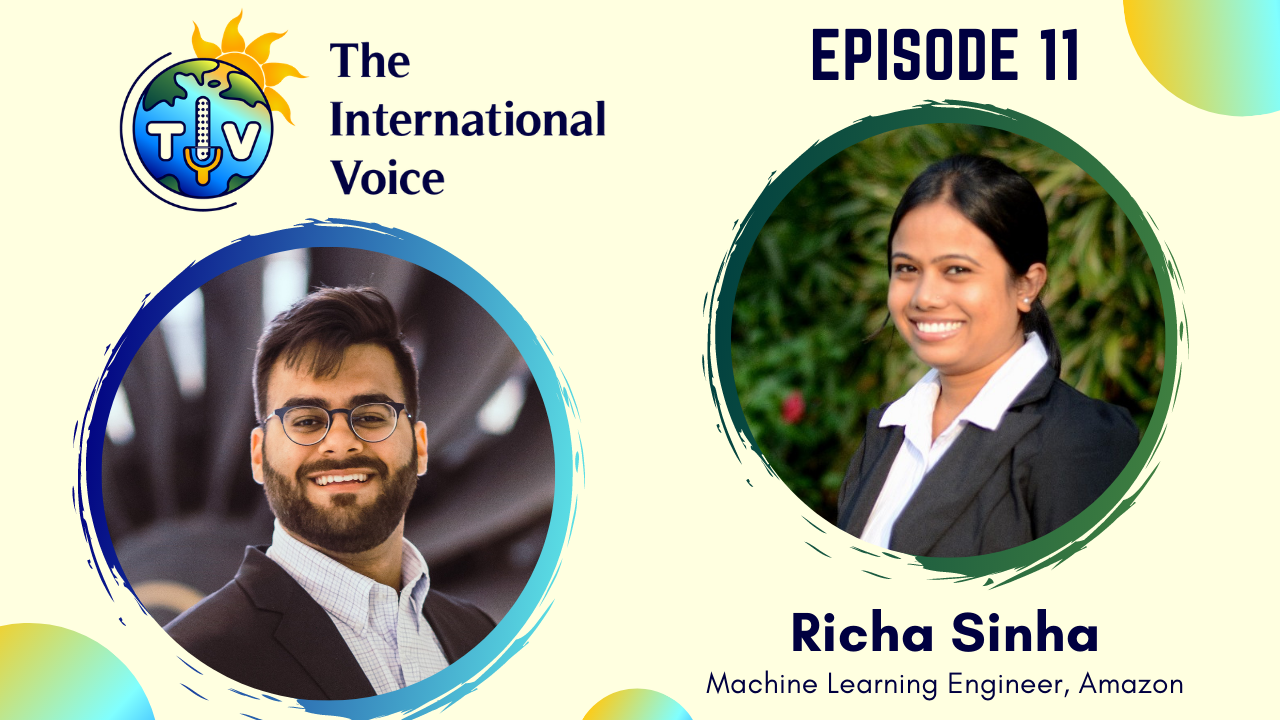 TIV
The
International
Voice
EPISODE 11
Richa Sinha
Machine Learning Engineer, Amazon